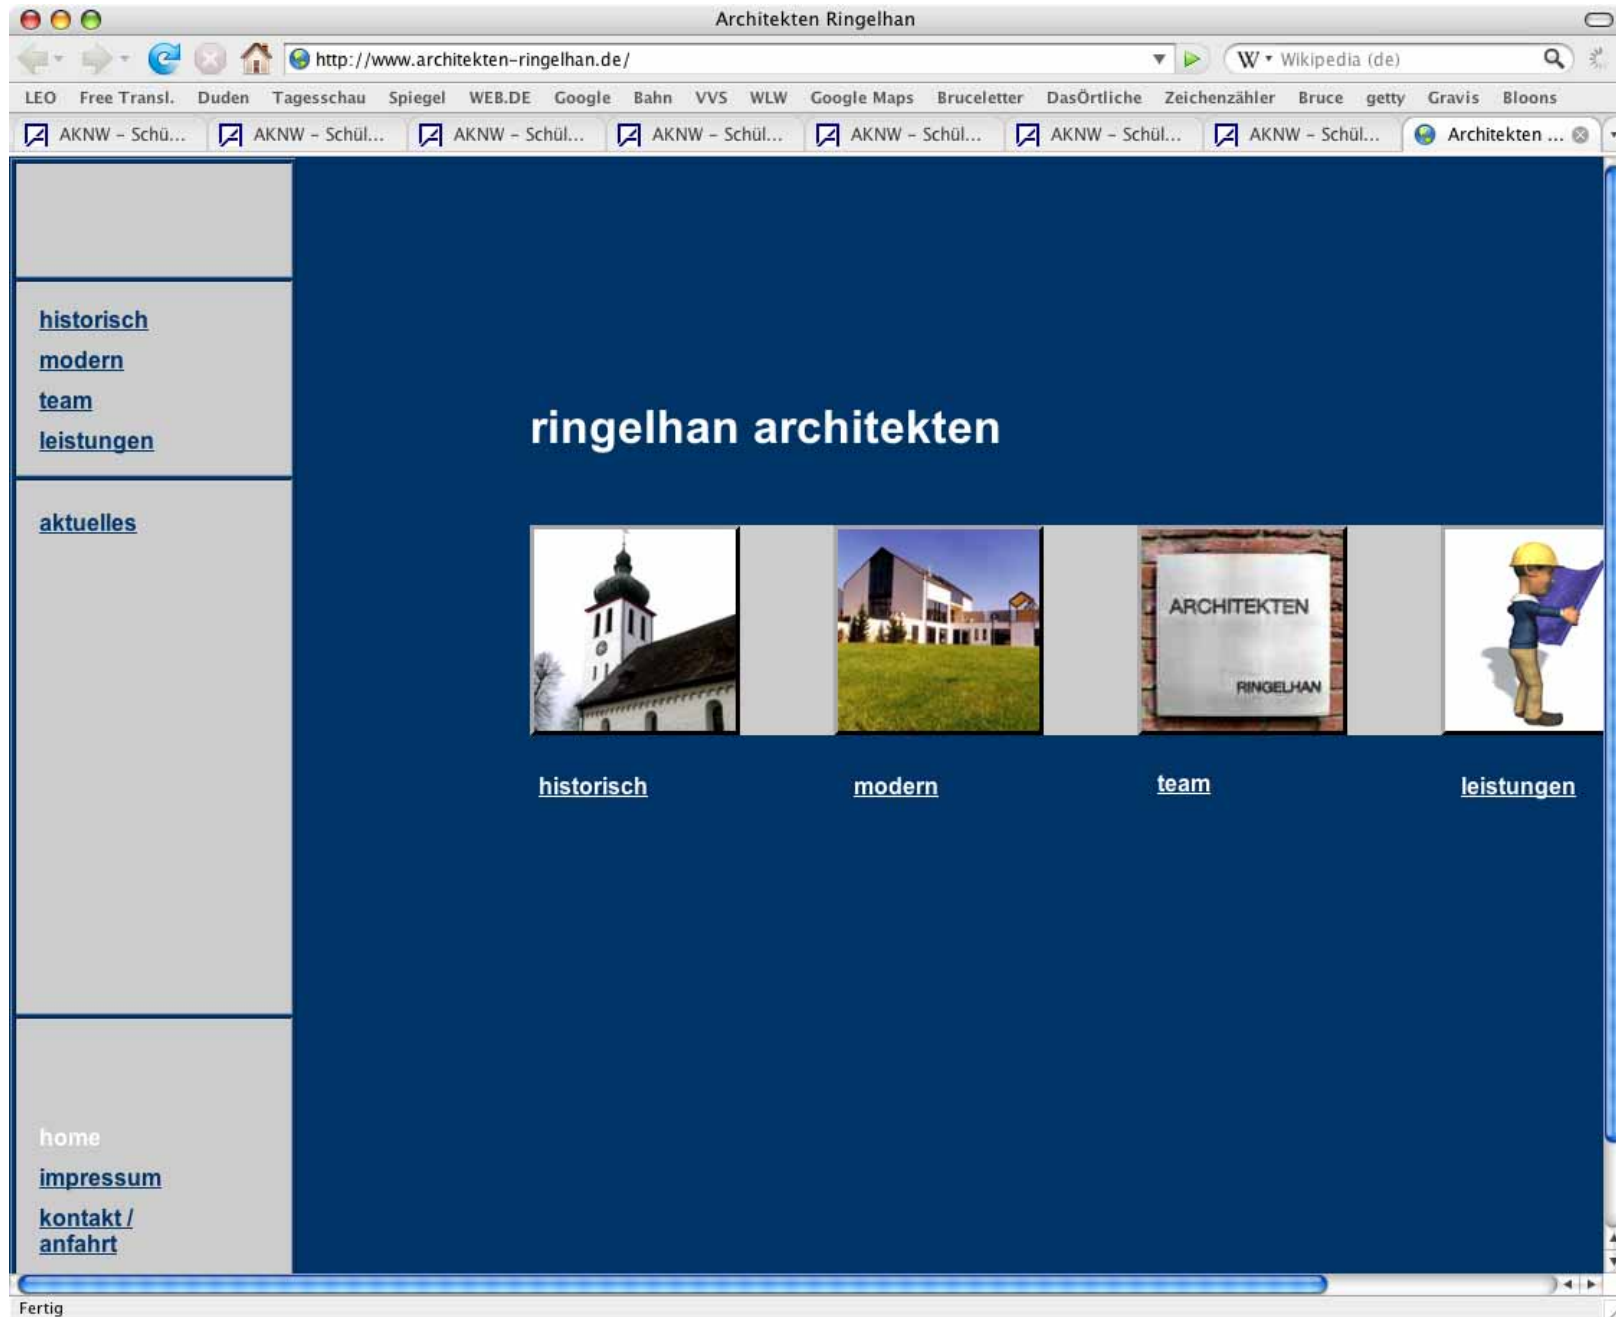 Architekten Ringelhan
http://www.architekten-ringelhan.de/
W Wikipedia (de)
LEO Free Transl. Duden Tagesschau Spiegel WEB.DE Google Bahn VVS WLW Google Maps Bruceletter DasÖrtliche Zeichenzähler Bruce getty Gravis Bloons
AKNW – Schü... AKNW – Schül... AKNW – Schül... AKNW – Schül... AKNW – Schül... AKNW – Schül... AKNW – Schül... Architekten ...
historisch
modern
team
leistungen
aktuelles
home
impressum
kontakt /
anfahrt
ringelhan architekten
ARCHITEKTEN
RINGELHAN
historisch modern team leistungen
Fertig